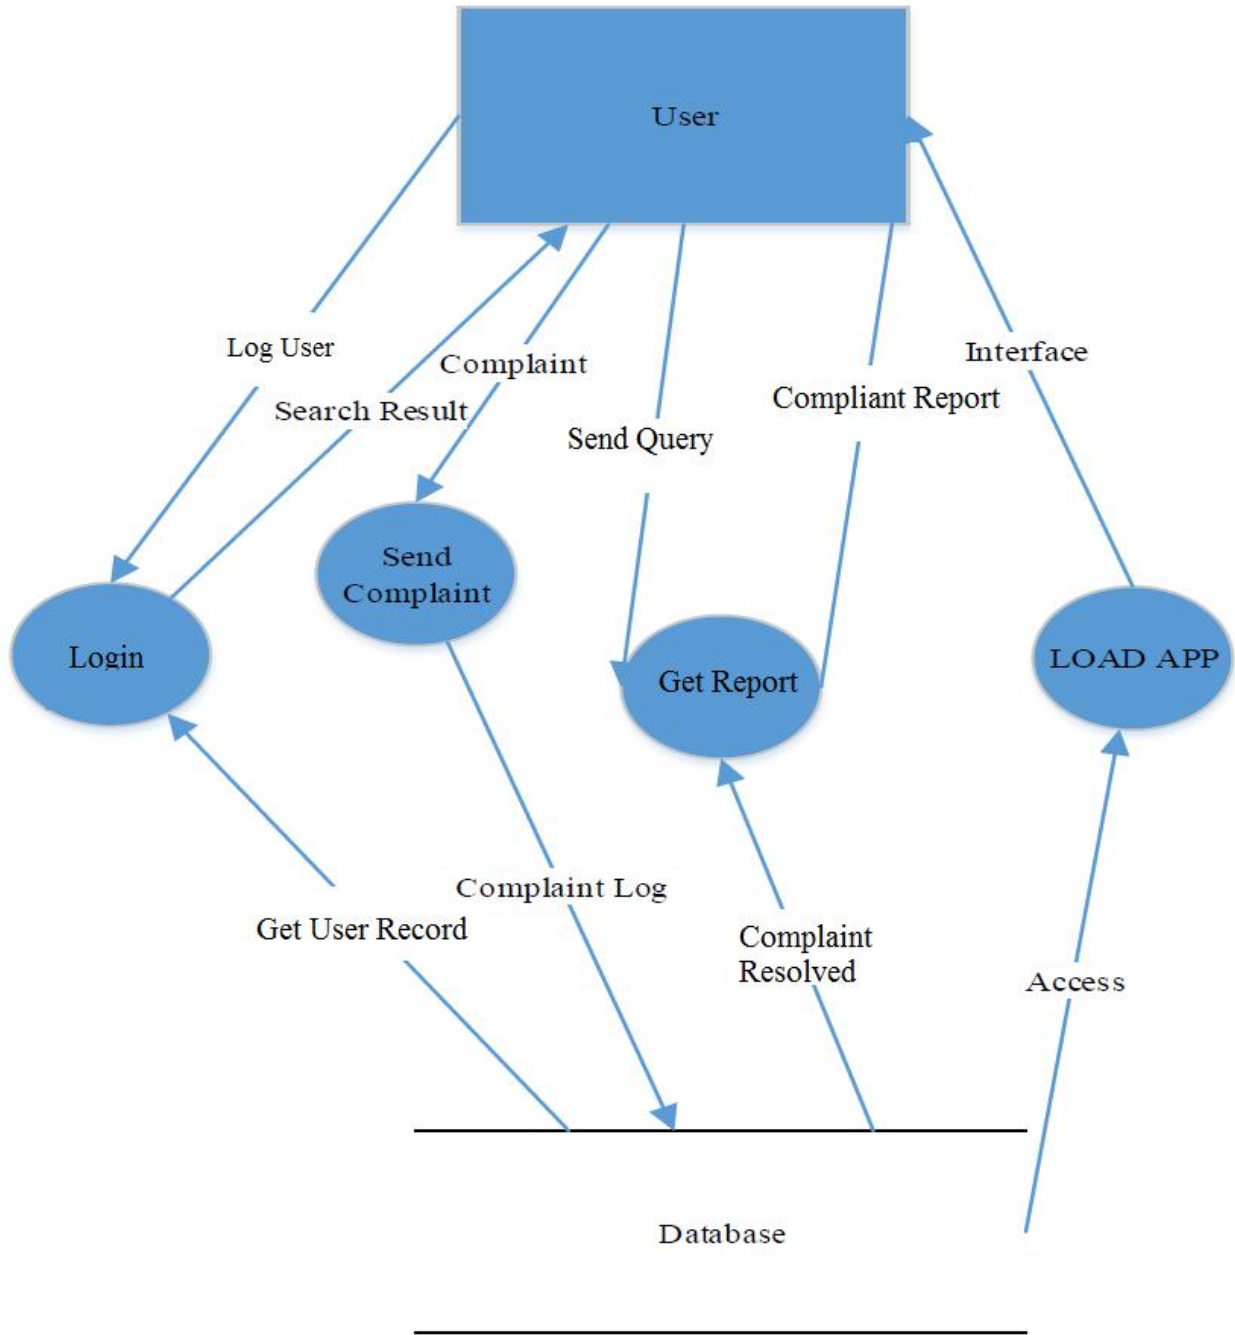 User
Log User
Interface
Complaint
Compliant Report
Search Result
Send Query
Send
Complaint
Login
Get Report
LOAD APP
Complaint Log
Get User Record
Complaint
Resolved
Access
Database